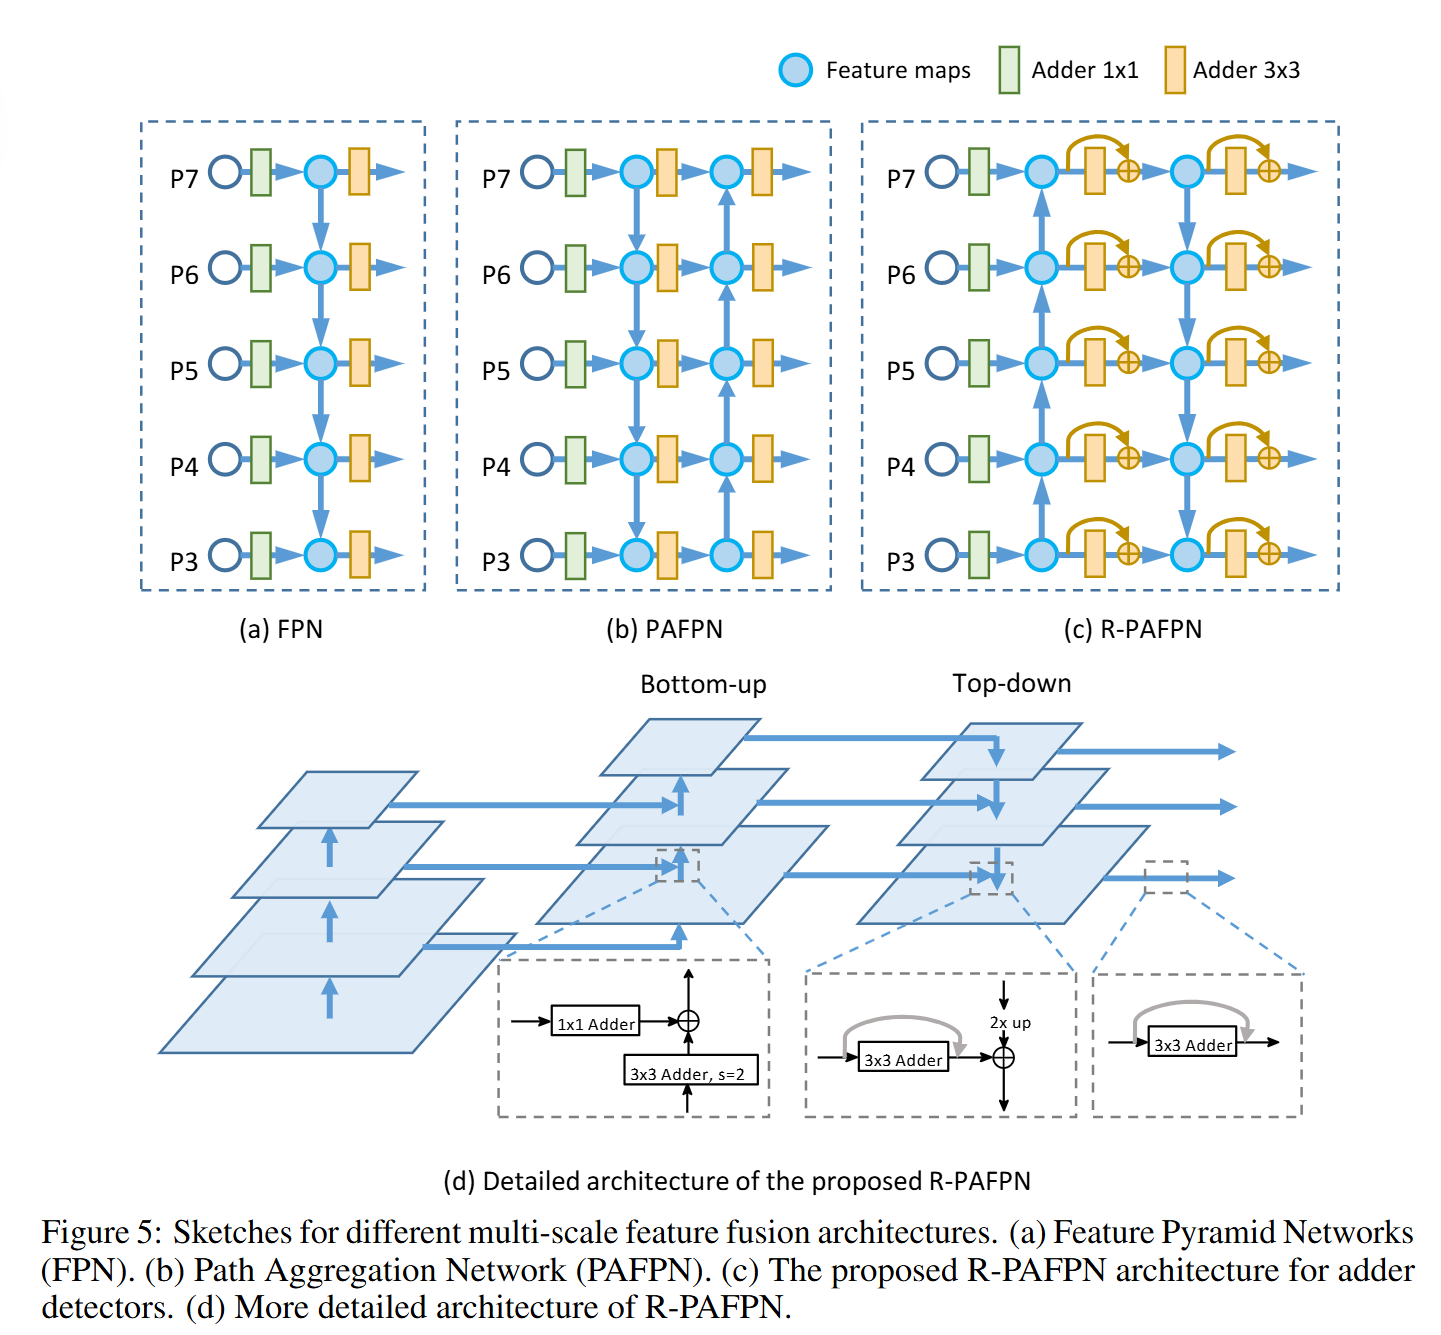 Feature maps Adder 1x1 Adder 3x3
P7
P6
P5
P4
P3
(a) FPN
P7
P6
P5
P4
P3
(b) PAFPN
P7
P6
P5
P4
P3
(c) R-PAFPN
Bottom-up
Top-down
1x1 Adder
3x3 Adder, s=2
2x up
3x3 Adder
3x3 Adder
(d) Detailed architecture of the proposed R-PAFPN
Figure 5: Sketches for different multi-scale feature fusion architectures. (a) Feature Pyramid Networks
(FPN). (b) Path Aggregation Network (PAFPN). (c) The proposed R-PAFPN architecture for adder
detectors. (d) More detailed architecture of R-PAFPN.